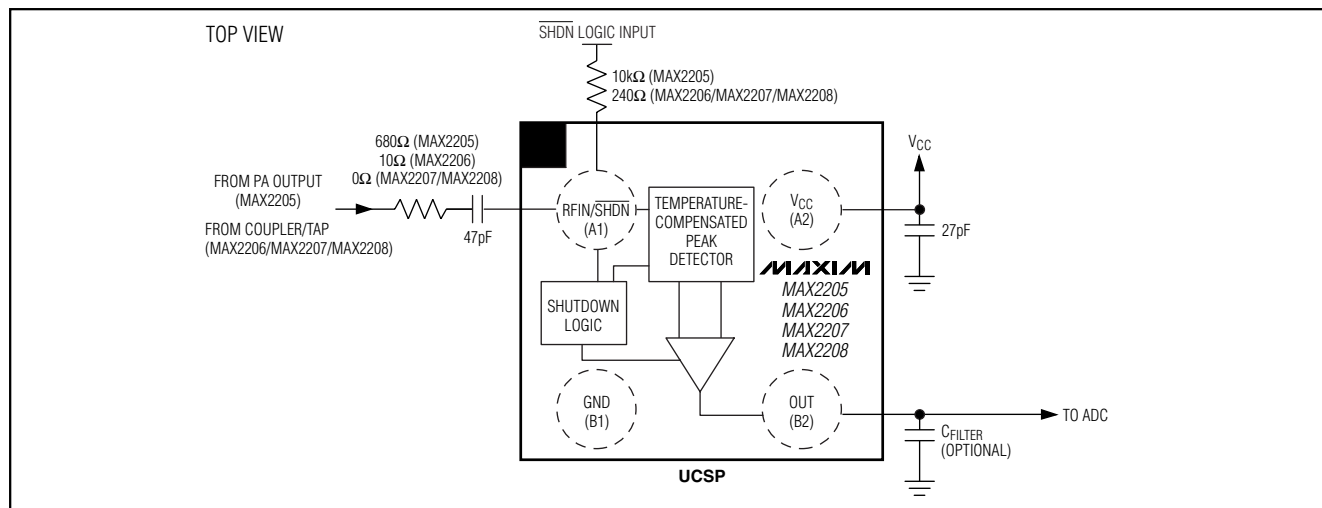 TOP VIEW
SHDN LOGIC INPUT
10kΩ (MAX2205)
240Ω (MAX2206/MAX2207/MAX2208)
680Ω (MAX2205)
10Ω (MAX2206)
0Ω (MAX2207/MAX2208)
FROM PA OUTPUT
(MAX2205)
FROM COUPLER/TAP
(MAX2206/MAX2207/MAX2208)
47pF
RFIN/SHDN
(A1)
TEMPERATURE-
COMPENSATED
PEAK
DETECTOR
VCC
(A2)
VCC
27pF
MAXIM
MAX2205
MAX2206
MAX2207
MAX2208
SHUTDOWN
LOGIC
GND
(B1)
OUT
(B2)
TO ADC
CFILTER
(OPTIONAL)
UCSP